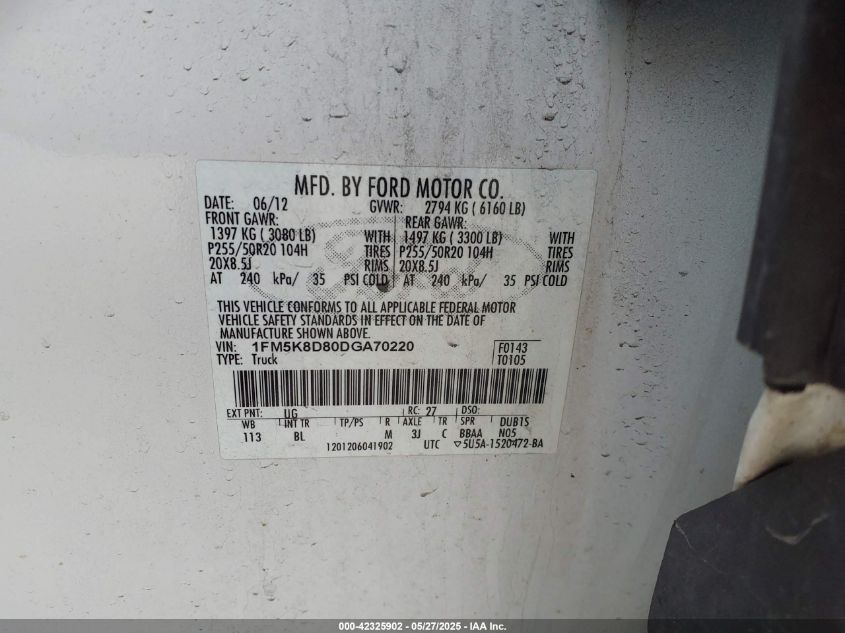 MFD. BY FORD MOTOR CO.
DATE: 06/12 GVWR: 2794 KG ( 6160 LB)
FRONT GAWR: REAR GAWR:
1397 KG ( 3080 LB) WITH 1497 KG ( 3300 LB) WITH
P255/50R20 104H TIRES P255/50R20 104H TIRES
20X8.5J RIMS 20X8.5J RIMS
AT 240 kPa/ 35 PSI COLD AT 240 kPa/ 35 PSI COLD
THIS VEHICLE CONFORMS TO ALL APPLICABLE FEDERAL MOTOR
VEHICLE SAFETY STANDARDS IN EFFECT ON THE DATE OF
MANUFACTURE SHOWN ABOVE.
VIN: 1FM5K8D80DGA70220 F0143
TYPE: Truck T0105
EXT PNT: UG RC: 27 DSO:
WB INT TR TP/PS R AXLE TR SPR DUB1S
113 BL M 3J C BBAA N05
1201206041902 UTC ▽5U5A-1520472-BA
000-42325902 - 05/27/2025 - IAA Inc.